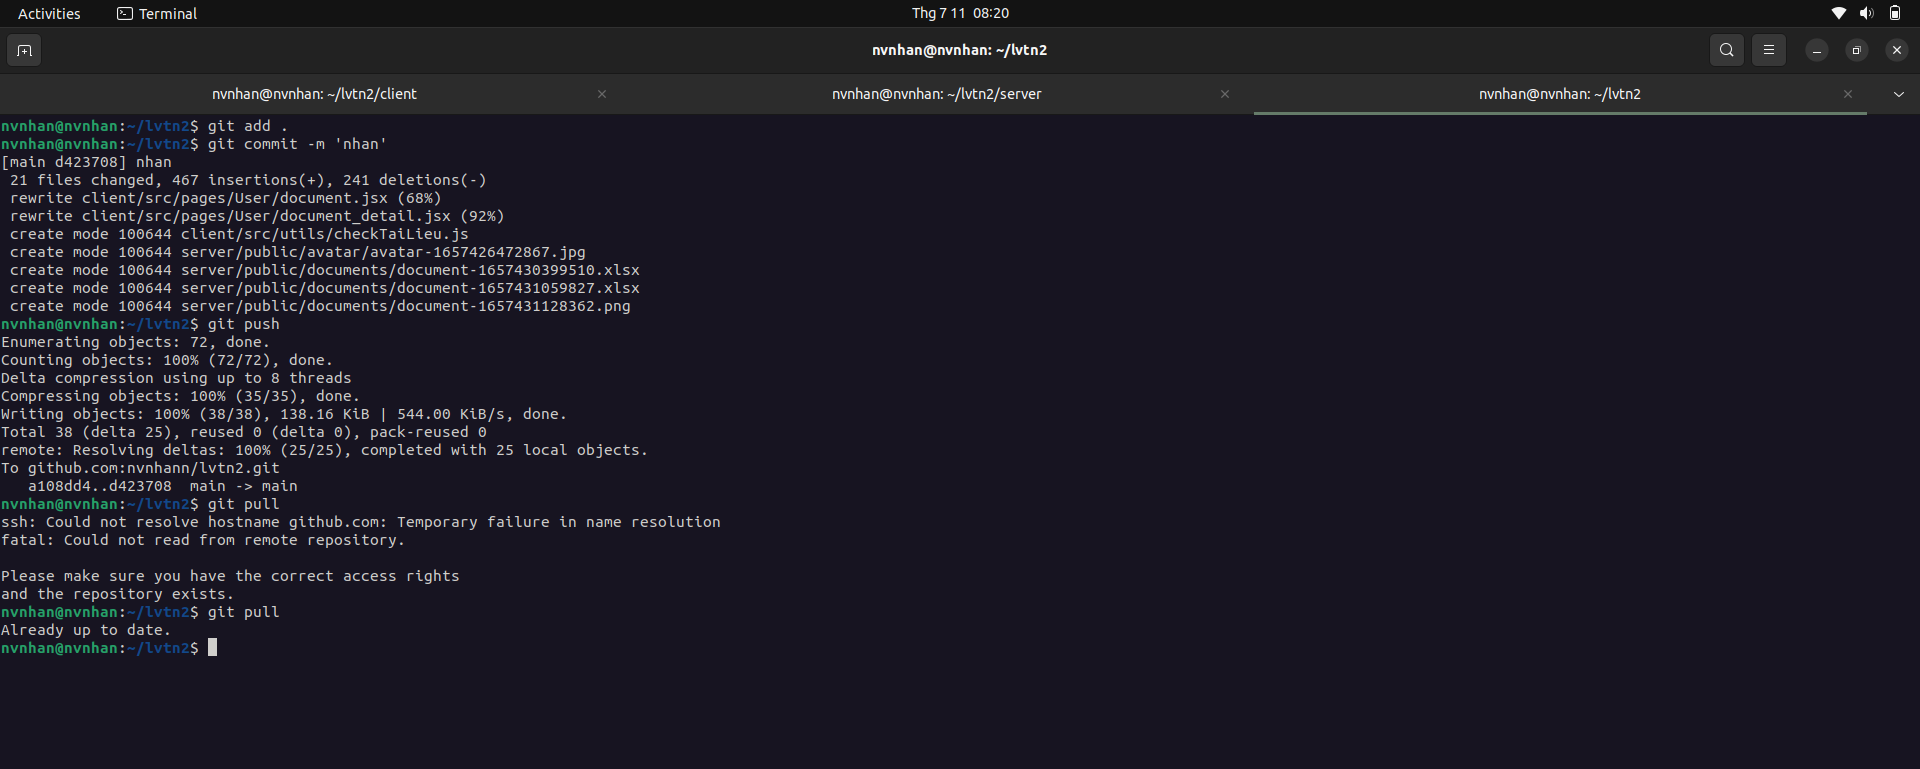 Activities Terminal Thg 7 11 08:20
nvnhan@nvnhan: ~/lvtn2
nvnhan@nvnhan: ~/lvtn2/client nvnhan@nvnhan: ~/lvtn2/server nvnhan@nvnhan: ~/lvtn2
nvnhan@nvnhan:~/lvtn2$ git add .
nvnhan@nvnhan:~/lvtn2$ git commit -m 'nhan'
[main d423708] nhan
 21 files changed, 467 insertions(+), 241 deletions(-)
 rewrite client/src/pages/User/document.jsx (68%)
 rewrite client/src/pages/User/document_detail.jsx (92%)
 create mode 100644 client/src/utils/checkTaiLieu.js
 create mode 100644 server/public/avatar/avatar-1657426472867.jpg
 create mode 100644 server/public/documents/document-1657430399510.xlsx
 create mode 100644 server/public/documents/document-1657431059827.xlsx
 create mode 100644 server/public/documents/document-1657431128362.png
nvnhan@nvnhan:~/lvtn2$ git push
Enumerating objects: 72, done.
Counting objects: 100% (72/72), done.
Delta compression using up to 8 threads
Compressing objects: 100% (35/35), done.
Writing objects: 100% (38/38), 138.16 KiB | 544.00 KiB/s, done.
Total 38 (delta 25), reused 0 (delta 0), pack-reused 0
remote: Resolving deltas: 100% (25/25), completed with 25 local objects.
To github.com:nvnhann/lvtn2.git
   a108dd4..d423708  main -> main
nvnhan@nvnhan:~/lvtn2$ git pull
ssh: Could not resolve hostname github.com: Temporary failure in name resolution
fatal: Could not read from remote repository.

Please make sure you have the correct access rights
and the repository exists.
nvnhan@nvnhan:~/lvtn2$ git pull
Already up to date.
nvnhan@nvnhan:~/lvtn2$